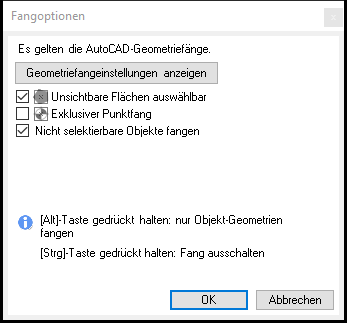 Fangoptionen
Es gelten die AutoCAD-Geometriefänge.
Geometriefangeinstellungen anzeigen
Unsichtbare Flächen auswählbar
Exklusiver Punktfang
Nicht selektierbare Objekte fangen
[Alt]-Taste gedrückt halten: nur Objekt-Geometrien
fangen
[Strg]-Taste gedrückt halten: Fang ausschalten
OK
Abbrechen